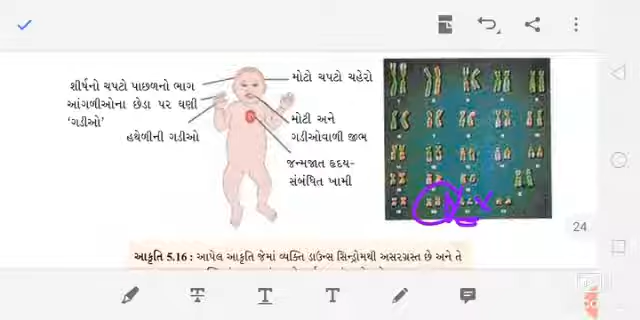 શીર્ષનો ચપટો પાછળનો ભાગ
આંગળીઓના છેડા પર ઘણી
'ગડીઓ'
હથેળીની ગડીઓ
મોટો ચપટો ચહેરો
મોટી અને
ગડીઓવાળી જીભ
જન્મજાત હૃદય-
સંબંધિત ખામી
24
આકૃતિ 5.16 : આપેલ આકૃતિ જેમાં વ્યક્તિ ડાઉન્સ સિન્ડ્રોમથી અસરગ્રસ્ત છે અને તે
T T T